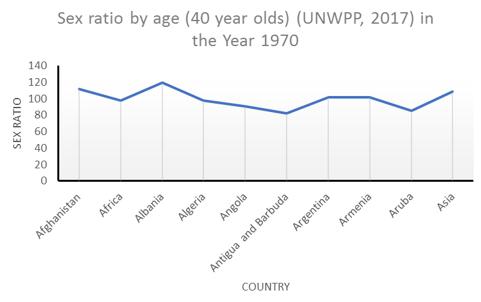 Sex ratio by age (40 year olds) (UNWPP, 2017) in
the Year 1970
140
120
100
80
60
40
20
0
SEX RATIO
Afghanistan
Africa
Albania
Algeria
Angola
Antigua and Barbuda
Argentina
Armenia
Aruba
Asia
COUNTRY